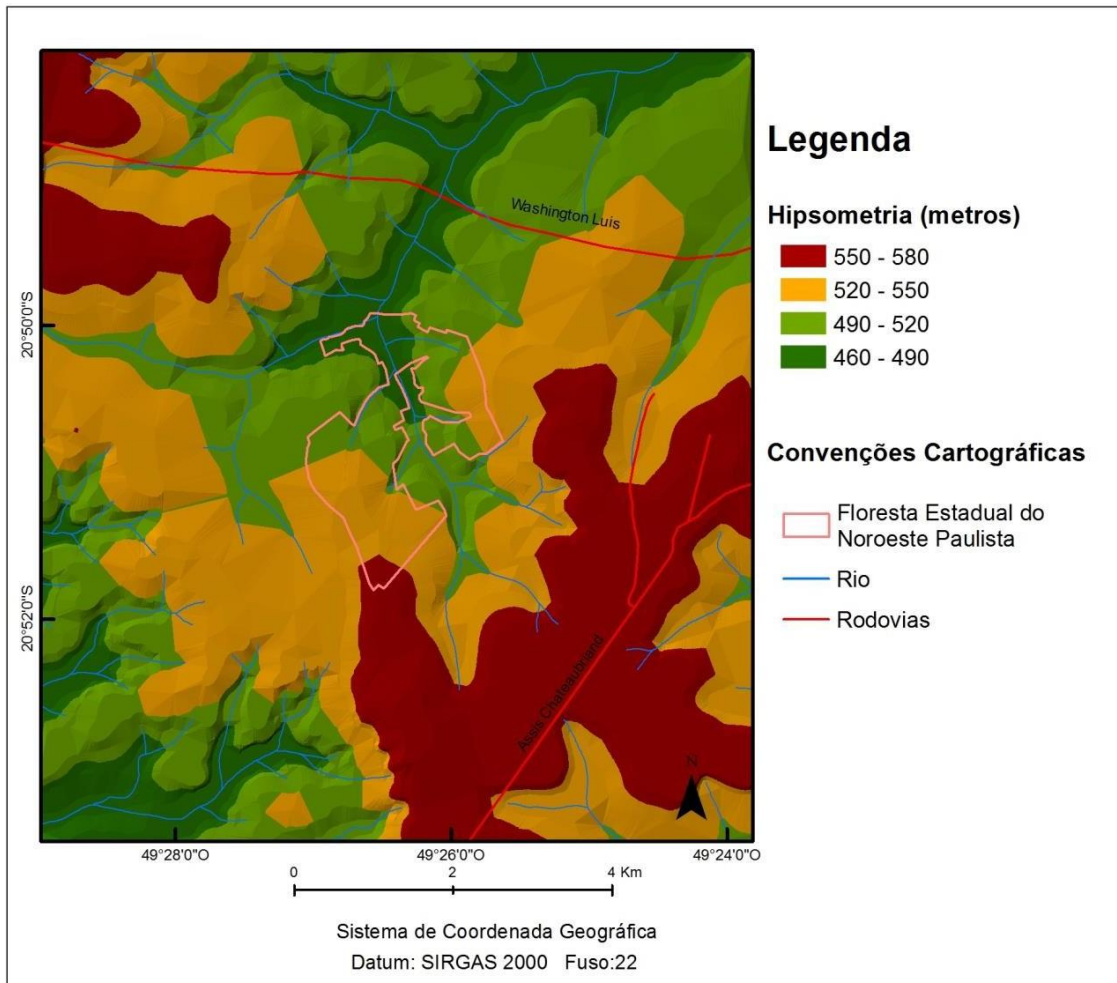 Washington Luis
Assis Chateaubriand
N
20°50'0"S
20°52'0"S
49°28'0"O
49°26'0"O
49°24'0"O
0
2
4 Km
Sistema de Coordenada Geográfica
Datum: SIRGAS 2000 Fuso:22
Legenda
Hipsometria (metros)
550 - 580
520 - 550
490 - 520
460 - 490
Convenções Cartográficas
Floresta Estadual do
Noroeste Paulista
Rio
Rodovias